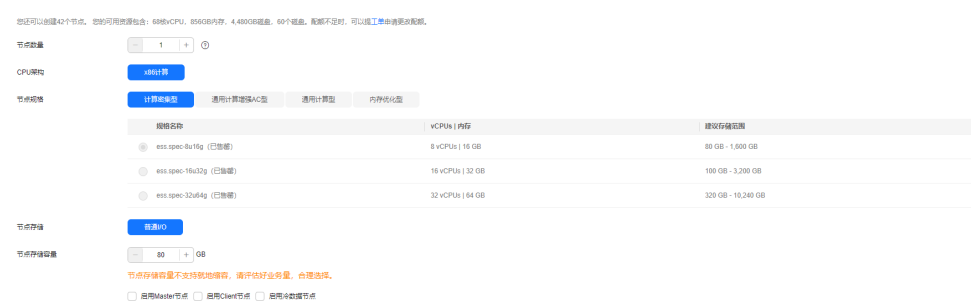 您还可以创建42个节点。 您的可用资源包含：68核vCPU，856GB内存，4,480GB磁盘，60个磁盘。配额不足时，可以提工单申请更改配额。
节点数量 - 1 +
CPU架构 x86计算
节点规格 计算密集型 通用计算增强AC型 通用计算型 内存优化型
规格名称 vCPUs | 内存 建议存储范围
ess.spec-8u16g（已售罄） 8 vCPUs | 16 GB 80 GB - 1,600 GB
ess.spec-16u32g（已售罄） 16 vCPUs | 32 GB 100 GB - 3,200 GB
ess.spec-32u64g（已售罄） 32 vCPUs | 64 GB 320 GB - 10,240 GB
节点存储 普通I/O
节点存储容量 - 80 + GB
节点存储容量不支持就地缩容，请评估好业务量，合理选择。
启用Master节点 启用Client节点 启用冷数据节点